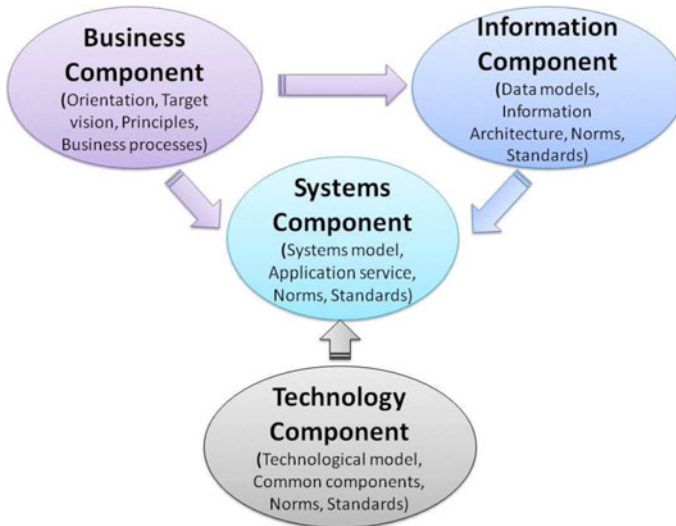 Business
Component
(Orientation, Target
vision, Principles,
Business processes)
Information
Component
(Data models,
Information
Architecture, Norms,
Standards)
Systems
Component
(Systems model,
Application service,
Norms, Standards)
Technology
Component
(Technological model,
Common components,
Norms, Standards)